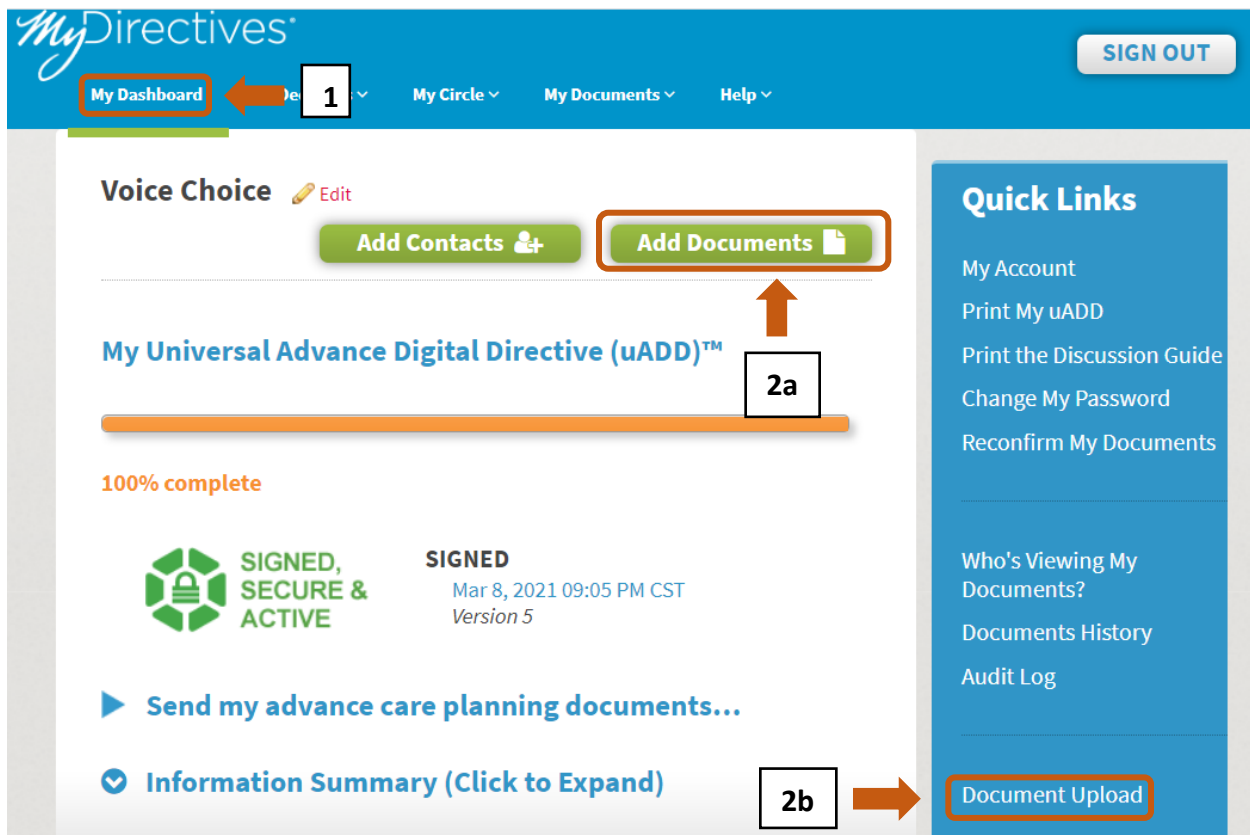 MyDirectives
SIGN OUT
My Dashboard
1
My Circle
My Documents
Help
Voice Choice Edit
Add Contacts
Add Documents
My Universal Advance Digital Directive (uADD)™
2a
100% complete
SIGNED,
SECURE &
ACTIVE
SIGNED
Mar 8, 2021 09:05 PM CST
Version 5
Send my advance care planning documents...
Information Summary (Click to Expand)
2b
Quick Links
My Account
Print My uADD
Print the Discussion Guide
Change My Password
Reconfirm My Documents
Who's Viewing My
Documents?
Documents History
Audit Log
Document Upload